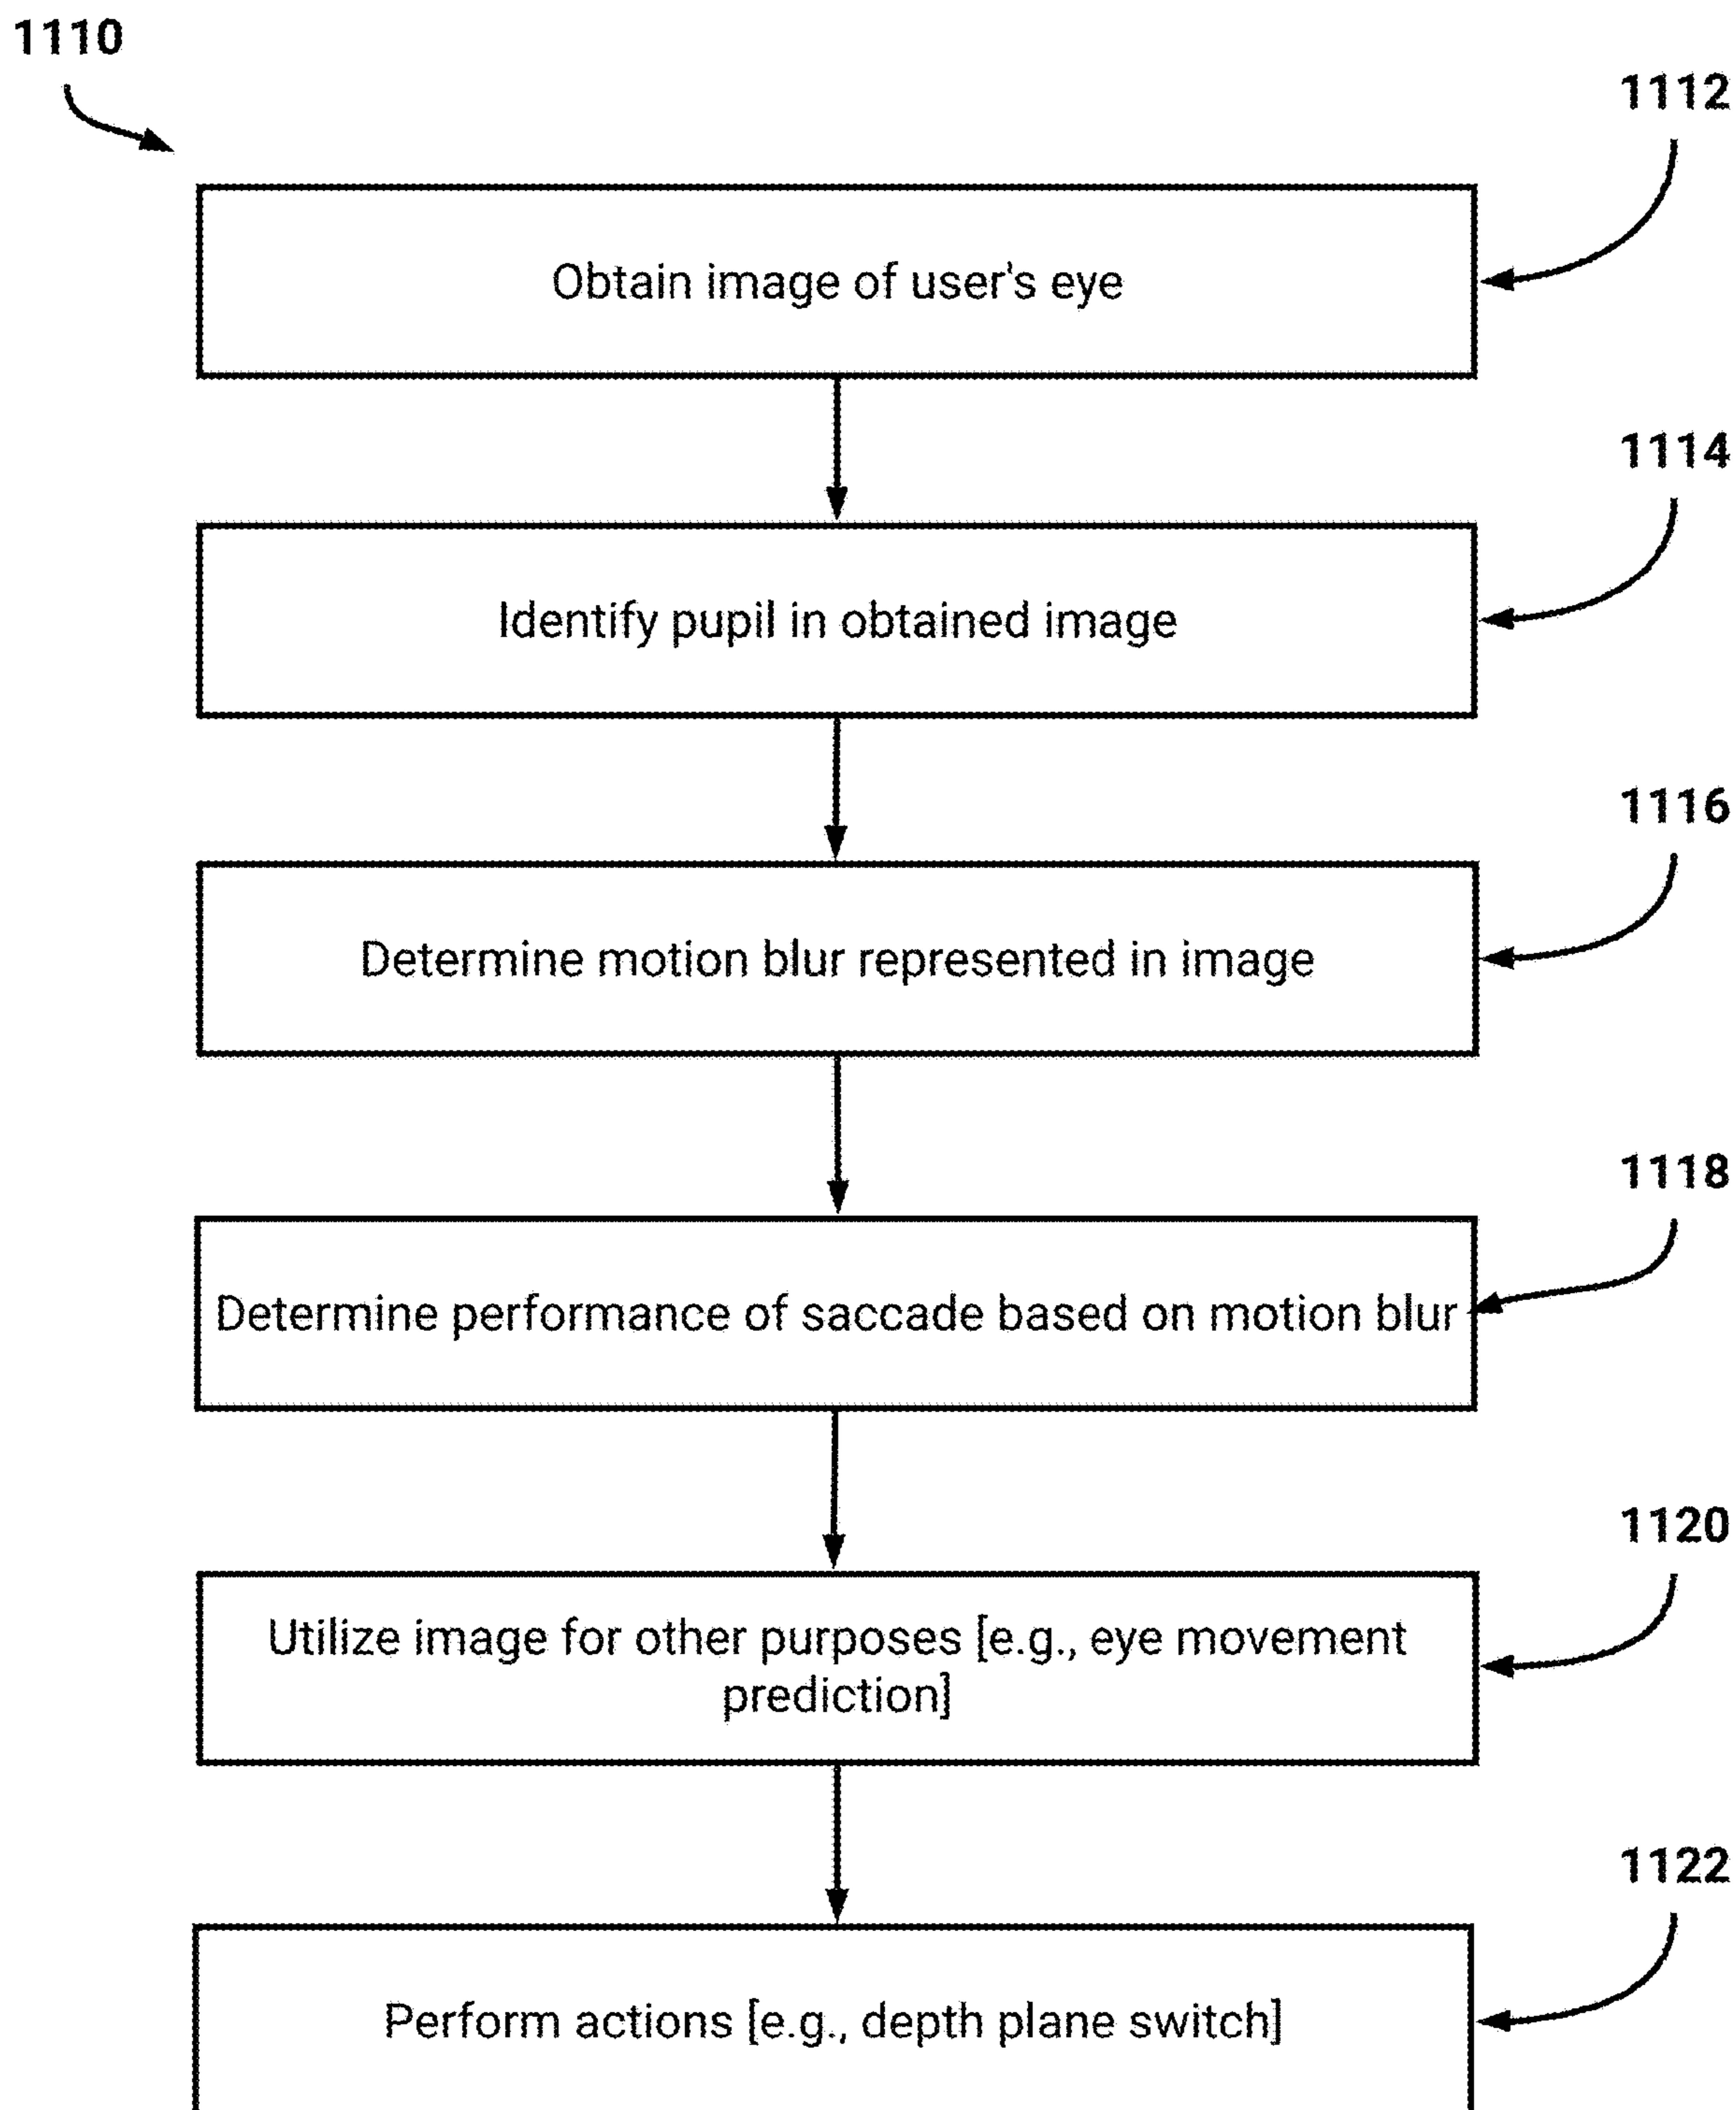 1110
1112
Obtain image of user's eye
1114
Identify pupil in obtained image
1116
Determine motion blur represented in image
1118
Determine performance of saccade based on motion blur
1120
Utilize image for other purposes [e.g., eye movement
prediction]
1122
Perform actions [e.g., depth plane switch]